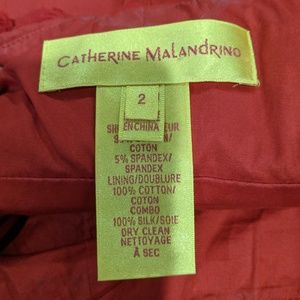 CATHERINE MALANDRINO
2
COTON
5% SPANDEX/
SPANDEX
LINING/DOUBLURE
100% COTTON/
COTON
COMBO
100% SILK/SOIE
DRY CLEAN
NETTOYAGE
À SEC